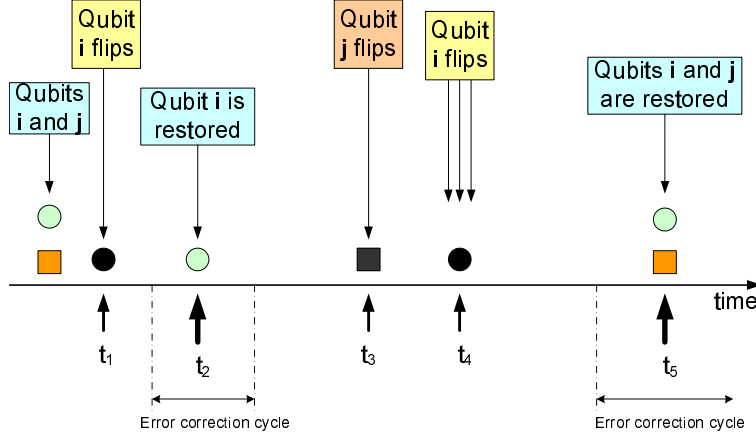 Qubit
i flips
Qubit
j flips
Qubit
i flips
Qubits i and j
are restored
Qubits
i and j
Qubit i is
restored
time
t1
t2
t3
t4
t5
Error correction cycle
Error correction cycle